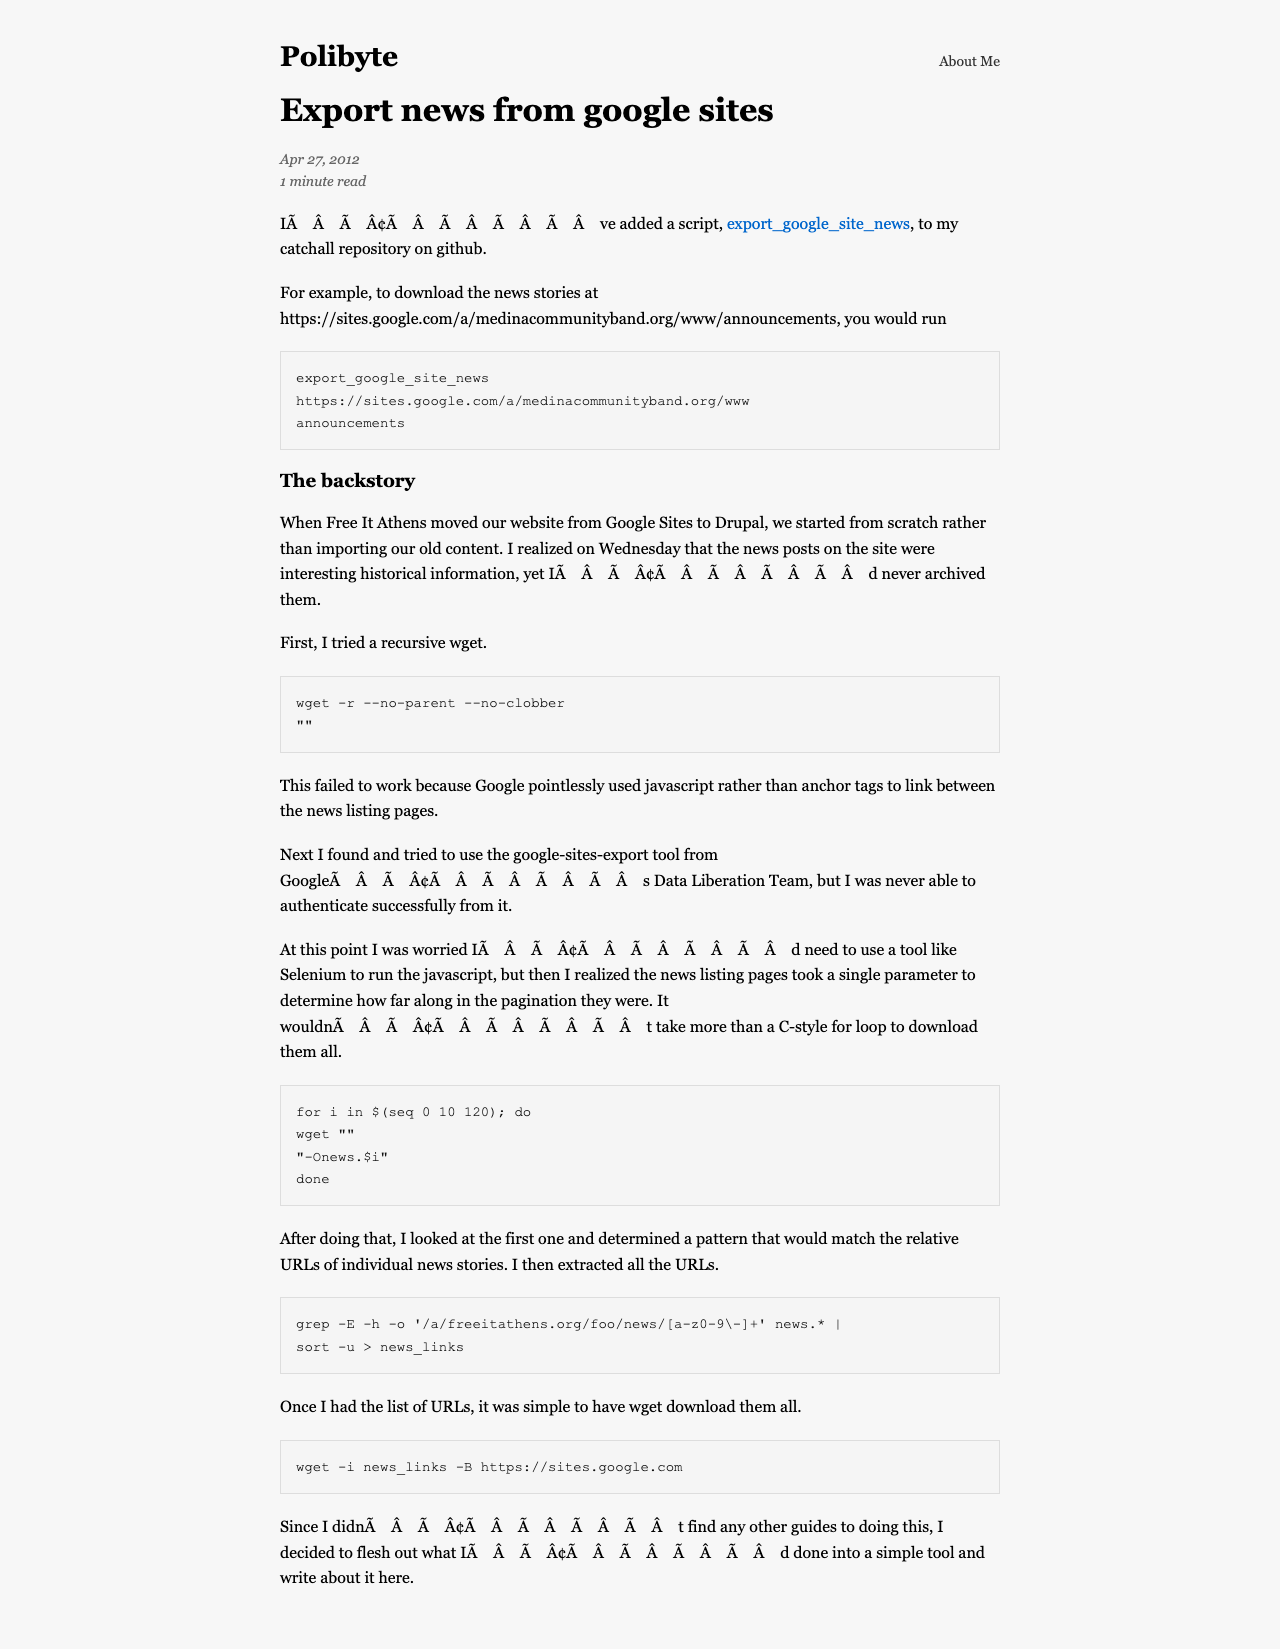 Polibyte
About Me
Export news from google sites
Apr 27, 2012
1 minute read
IÃ Â Ã Â¢Ã Â Ã Â Ã Â Ã Â ve added a script, export_google_site_news, to my
catchall repository on github.
For example, to download the news stories at
https://sites.google.com/a/medinacommunityband.org/www/announcements, you would run
export_google_site_news
https://sites.google.com/a/medinacommunityband.org/www
announcements
The backstory
When Free It Athens moved our website from Google Sites to Drupal, we started from scratch rather
than importing our old content. I realized on Wednesday that the news posts on the site were
interesting historical information, yet IÃ Â Ã Â¢Ã Â Ã Â Ã Â Ã Â d never archived
them.
First, I tried a recursive wget.
wget -r --no-parent --no-clobber
""
This failed to work because Google pointlessly used javascript rather than anchor tags to link between
the news listing pages.
Next I found and tried to use the google-sites-export tool from
GoogleÃ Â Ã Â¢Ã Â Ã Â Ã Â Ã Â s Data Liberation Team, but I was never able to
authenticate successfully from it.
At this point I was worried IÃ Â Ã Â¢Ã Â Ã Â Ã Â Ã Â d need to use a tool like
Selenium to run the javascript, but then I realized the news listing pages took a single parameter to
determine how far along in the pagination they were. It
wouldnÃ Â Ã Â¢Ã Â Ã Â Ã Â Ã Â t take more than a C-style for loop to download
them all.
for i in $(seq 0 10 120); do
wget ""
"-Onews.$i"
done
After doing that, I looked at the first one and determined a pattern that would match the relative
URLs of individual news stories. I then extracted all the URLs.
grep -E -h -o '/a/freeitathens.org/foo/news/[a-z0-9\-]+' news.* |
sort -u > news_links
Once I had the list of URLs, it was simple to have wget download them all.
wget -i news_links -B https://sites.google.com
Since I didnÃ Â Ã Â¢Ã Â Ã Â Ã Â Ã Â t find any other guides to doing this, I
decided to flesh out what IÃ Â Ã Â¢Ã Â Ã Â Ã Â Ã Â d done into a simple tool and
write about it here.